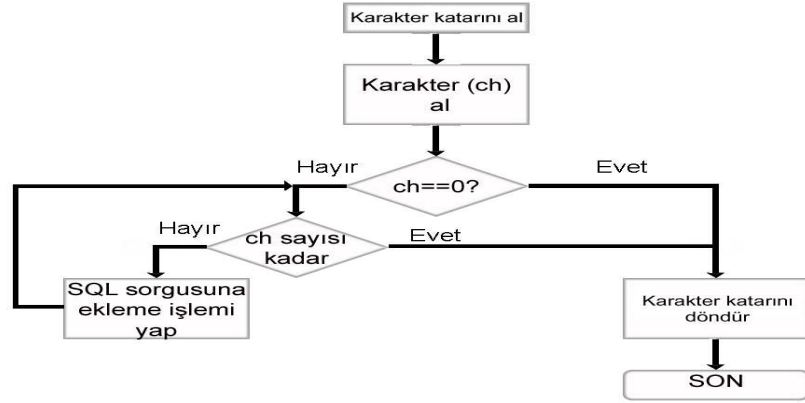 Karakter katarını al
Karakter (ch)
al
Hayır
Evet
ch==0?
Hayır
ch sayısı
kadar
Evet
SQL sorgusuna
ekleme işlemi
yap
Karakter katarını
döndür
SON